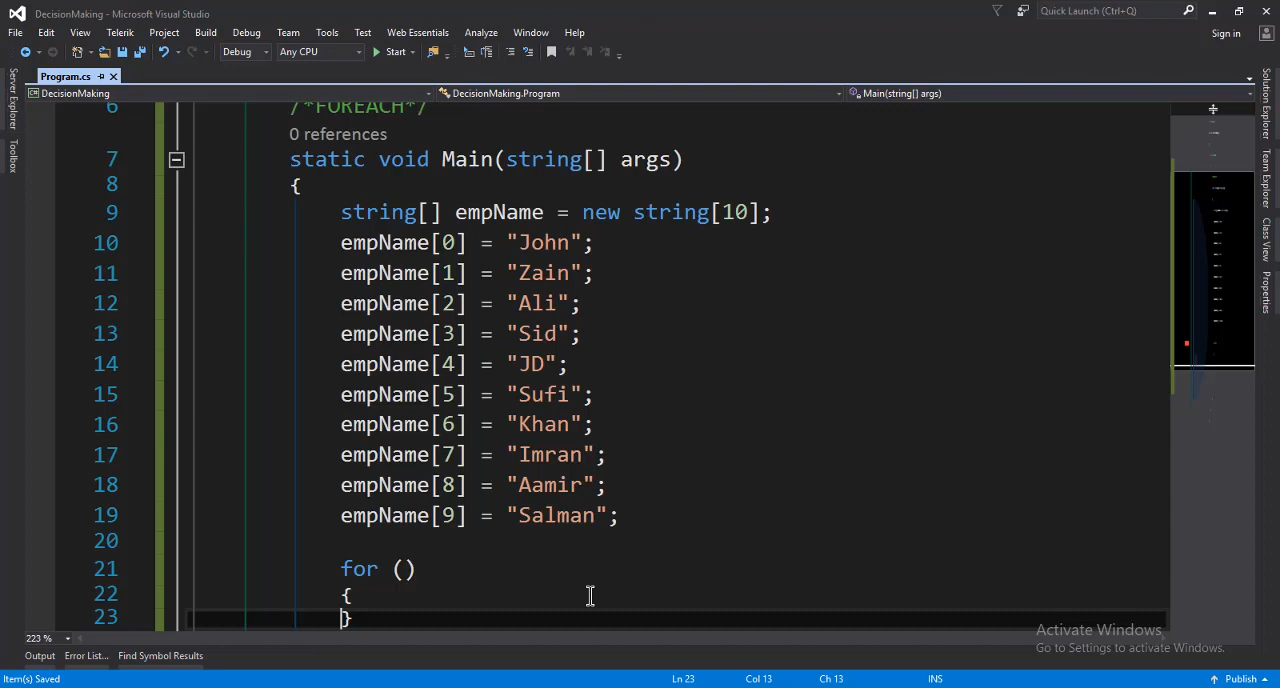 DecisionMaking - Microsoft Visual Studio
Quick Launch (Ctrl+Q)
File Edit View Telerik Project Build Debug Team Tools Test Web Essentials Analyze Window Help
Sign in
Debug Any CPU Start
Program.cs
DecisionMaking DecisionMaking.Program Main(string[] args)
Server Explorer
Toolbox
Solution Explorer
Team Explorer
Class View
Properties
6 /*FOREACH*/
0 references
7 static void Main(string[] args)
8 {
9 string[] empName = new string[10];
10 empName[0] = "John";
11 empName[1] = "Zain";
12 empName[2] = "Ali";
13 empName[3] = "Sid";
14 empName[4] = "JD";
15 empName[5] = "Sufi";
16 empName[6] = "Khan";
17 empName[7] = "Imran";
18 empName[8] = "Aamir";
19 empName[9] = "Salman";
20
21 for ()
22 {
23 }
Activate Windows
Go to Settings to activate Windows.
223 %
Output Error List... Find Symbol Results
Item(s) Saved Ln 23 Col 13 Ch 13 INS Publish